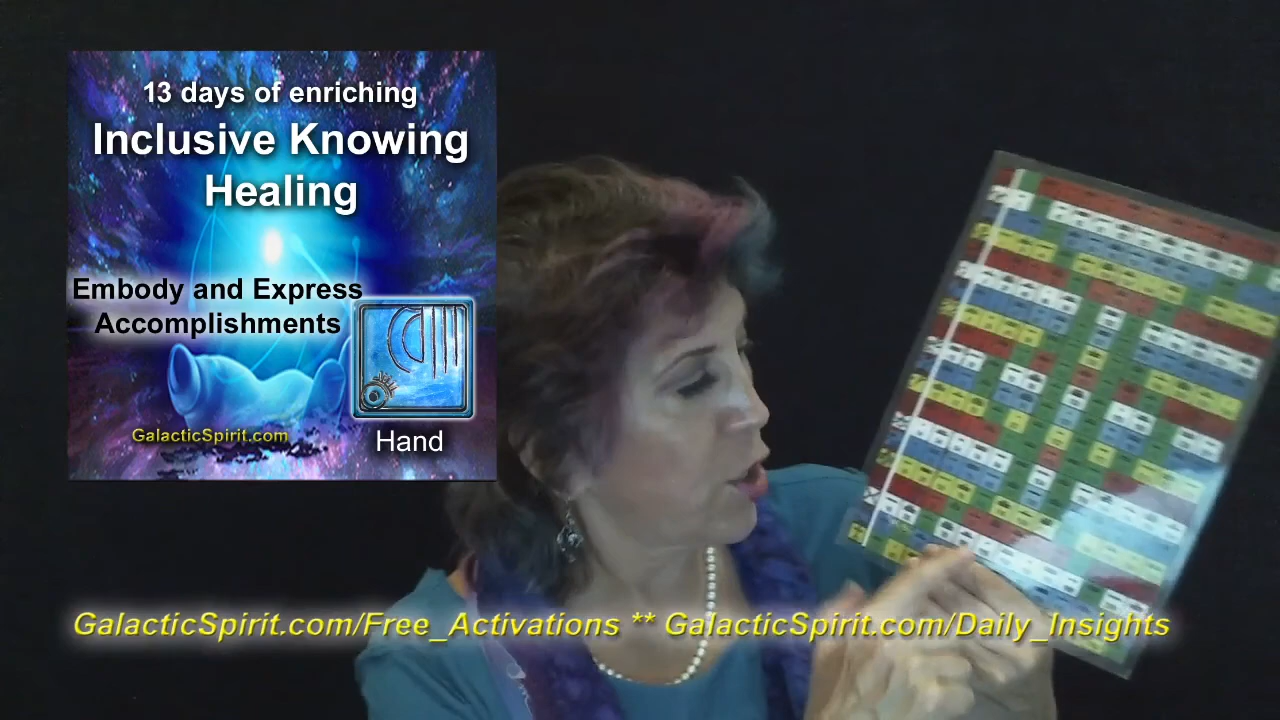 13 days of enriching
Inclusive Knowing
Healing
Embody and Express
Accomplishments
GalacticSpirit.com
Hand
GalacticSpirit.com/Free_Activations ** GalacticSpirit.com/Daily_Insights